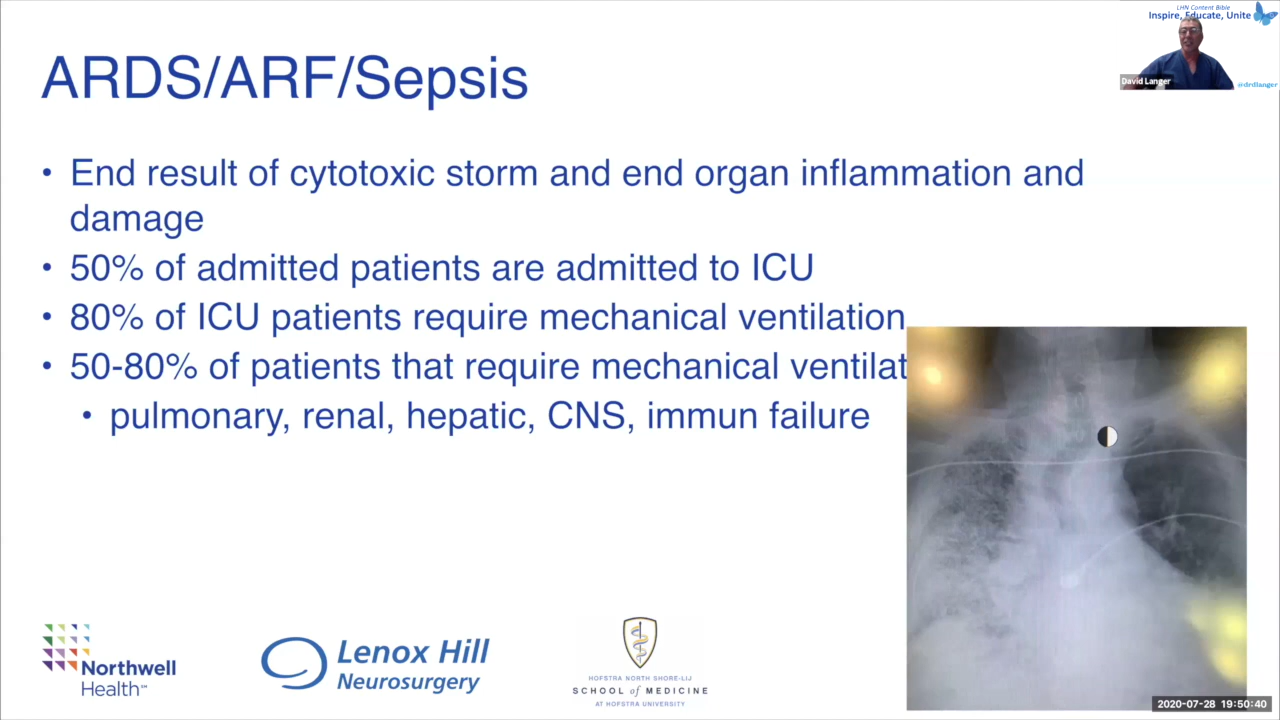 LHN Content Bible
Inspire, Educate, Unite
David Langer
@drdlanger
ARDS/ARF/Sepsis
• End result of cytotoxic storm and end organ inflammation and
damage
• 50% of admitted patients are admitted to ICU
• 80% of ICU patients require mechanical ventilation
• 50-80% of patients that require mechanical ventilat
• pulmonary, renal, hepatic, CNS, immun failure
Northwell
Health™
Lenox Hill
Neurosurgery
HOFSTRA NORTH SHORE-LIJ
SCHOOL of MEDICINE
AT HOFSTRA UNIVERSITY
2020-07-28 19:50:40